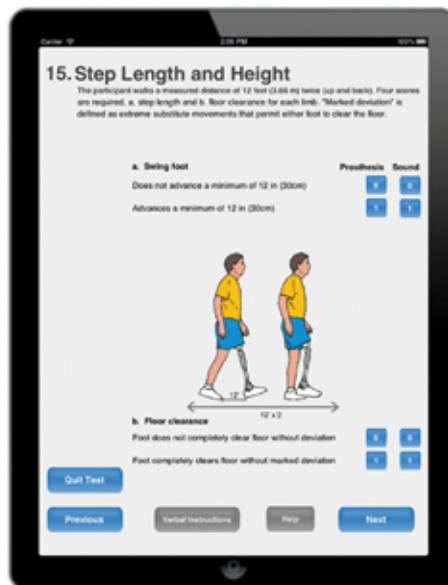 Carrier 2:05 PM 100%
15. Step Length and Height
The participant walks a measured distance of 12 feet (3.66 m) twice (up and back). Four scores
are required, a. step length and b. floor clearance for each limb. "Marked deviation" is
defined as extreme substitute movements that permit either foot to clear the floor.
a. Swing foot Prosthesis Sound
Does not advance a minimum of 12 in (30cm) 0 0
Advances a minimum of 12 in (30cm) 1 1
12"
12' x 2
b. Floor clearance
Foot does not completely clear floor without deviation 0 0
Foot completely clears floor without marked deviation 1 1
Quit Test
Previous Verbal Instructions Help Next